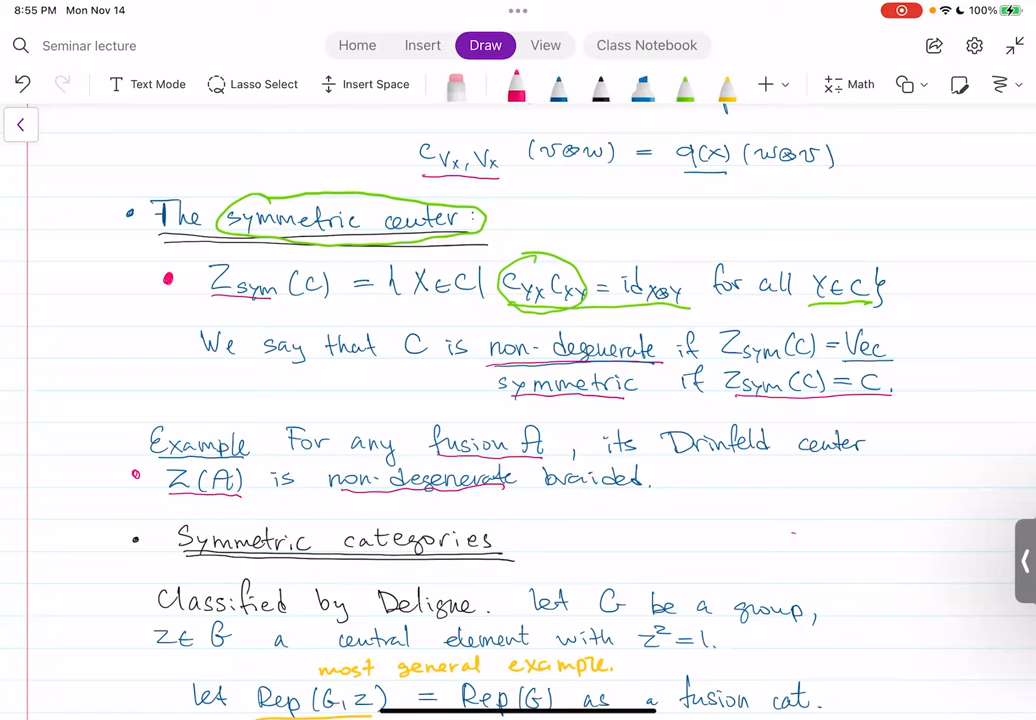 8:55 PM Mon Nov 14
100%
Seminar lecture
Home Insert Draw View Class Notebook
Text Mode Lasso Select Insert Space Math
c_{V_x, V_x} (v⊗w) = q(x) (w⊗v)
• The symmetric center:
• Z_sym (C) = { X∈C | C_{YX} C_{XY} = id_{X⊗Y} for all Y∈C}
We say that C is non-degenerate if Z_sym(C) = Vec
symmetric if Z_sym(C) = C.
Example For any fusion A, its Drinfeld center
• Z(A) is non-degenerate braided.
• Symmetric categories
Classified by Deligne. let G be a group,
z∈G a central element with z²=1.
most general example.
let Rep(G,z) = Rep(G) as a fusion cat.